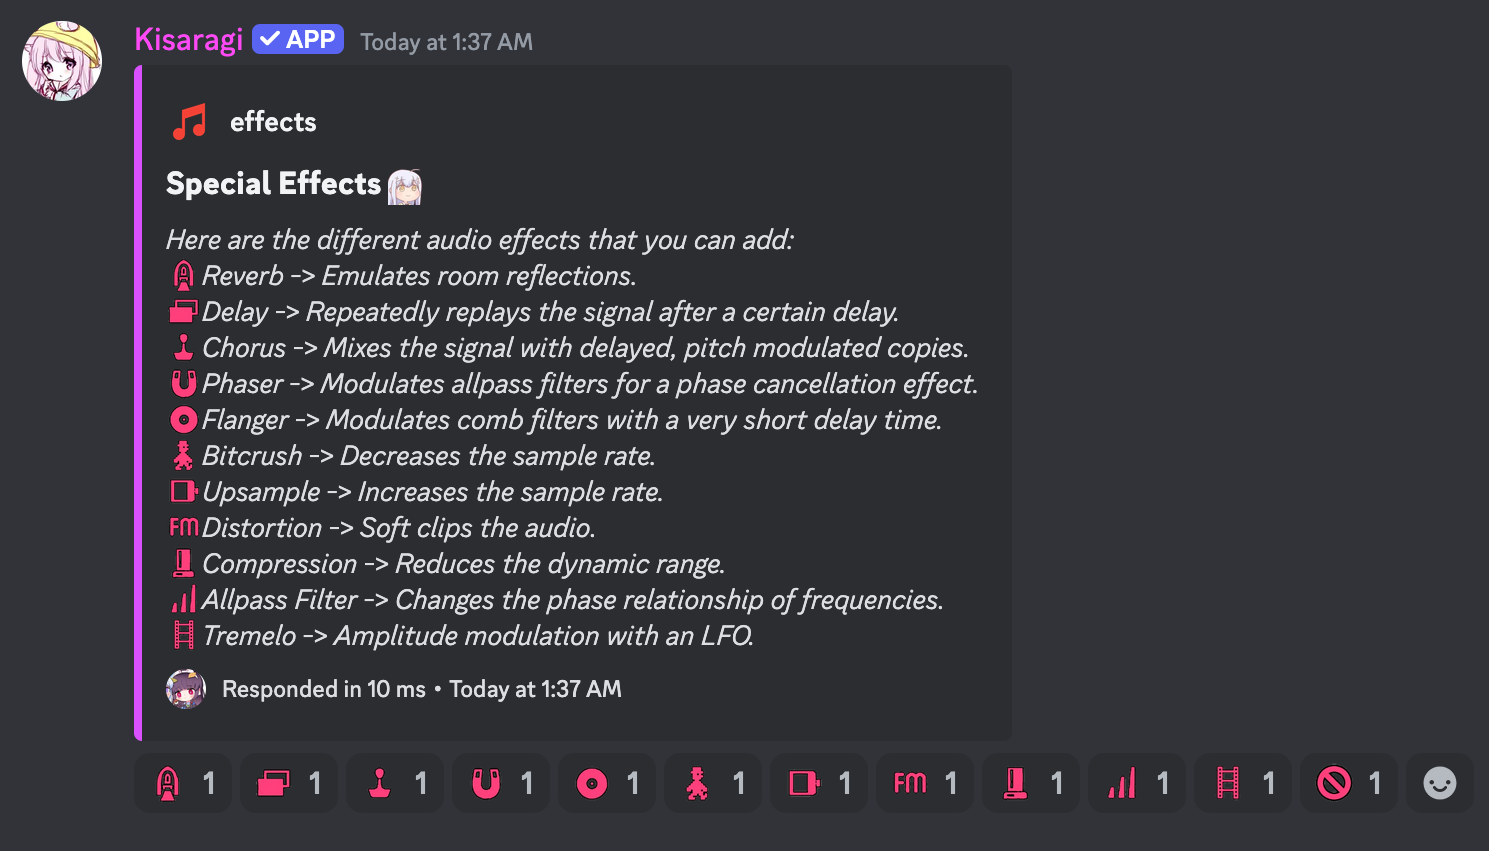 Kisaragi ✓ APP Today at 1:37 AM
effects
Special Effects
Here are the different audio effects that you can add:
Reverb -> Emulates room reflections.
Delay -> Repeatedly replays the signal after a certain delay.
Chorus -> Mixes the signal with delayed, pitch modulated copies.
Phaser -> Modulates allpass filters for a phase cancellation effect.
Flanger -> Modulates comb filters with a very short delay time.
Bitcrush -> Decreases the sample rate.
Upsample -> Increases the sample rate.
FM Distortion -> Soft clips the audio.
Compression -> Reduces the dynamic range.
Allpass Filter -> Changes the phase relationship of frequencies.
Tremelo -> Amplitude modulation with an LFO.
Responded in 10 ms • Today at 1:37 AM
1 1 1 1 1 1 1 FM 1 1 1 1 1